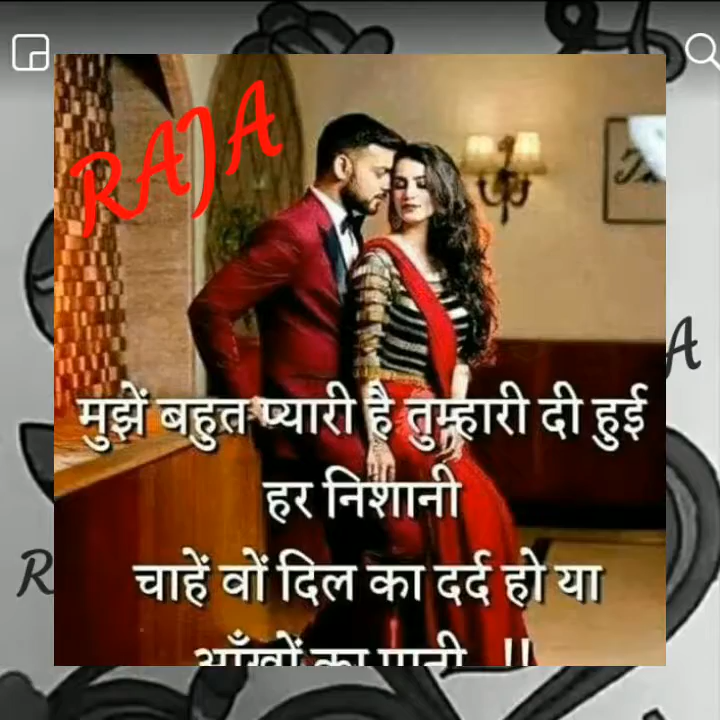 RAJA
मुझें बहुत प्यारी है तुम्हारी दी हुई
हर निशानी
चाहें वों दिल का दर्द हो या
आँखों का पानी..!!
A
R